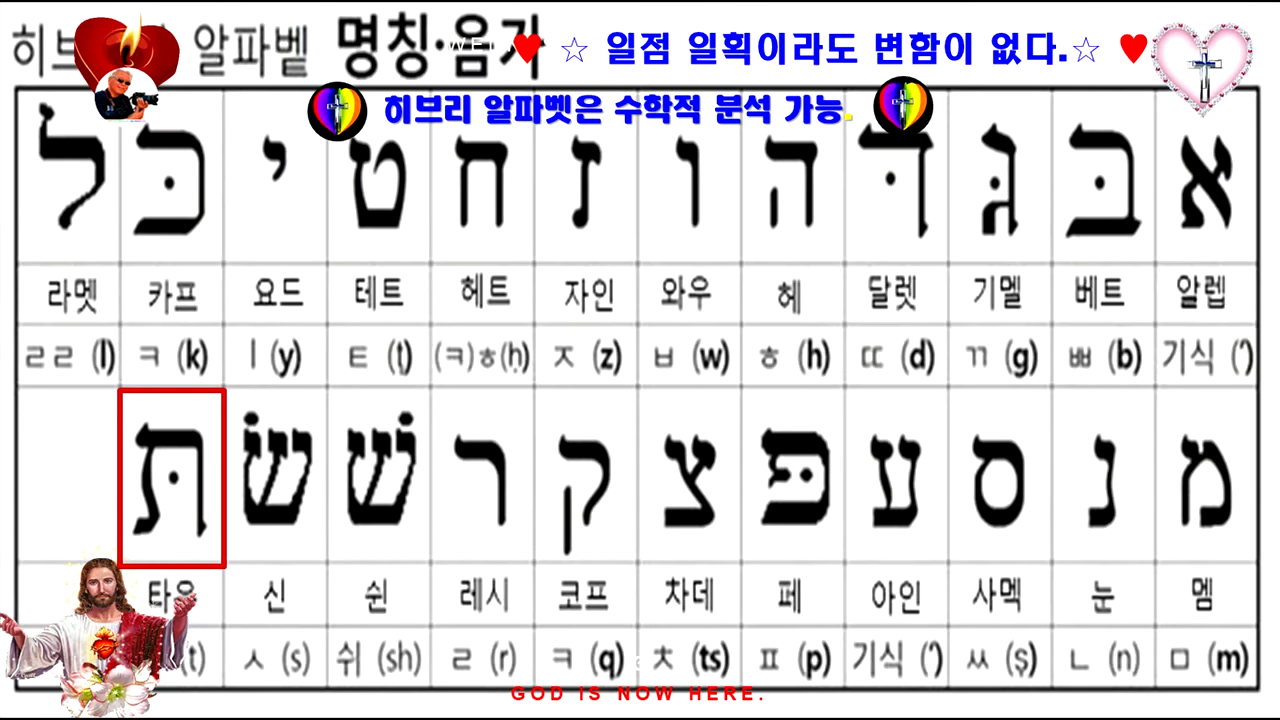 히브 알파벨 명칭·음가
☆ 일점 일획이라도 변함이 없다.☆
히브리 알파벳은 수학적 분석 가능.
לֹ כּ י ט ח ז ו ה דּ גּ בּ א
라멧 카프 요드 테트 헤트 자인 와우 헤 달렛 기멜 베트 알렙
ㄹㄹ (l) ㅋ (k) ㅣ(y) ㅌ (ṭ) (ㅋ)ㅎ(ḥ) ㅈ (z) ㅂ (w) ㅎ (h) ㄸ (d) ㄲ (g) ㅃ (b) 기식 (ʼ)
תּ שׂ שׁ ר ק צ פּ ע ס נ מ
타우 신 쉰 레시 코프 차데 페 아인 사멕 눈 멤
(t) ㅅ (s) 쉬 (sh) ㄹ (r) ㅋ (q) ㅊ (ts) ㅍ (p) 기식 (ʽ) ㅆ (ş) ㄴ (n) ㅁ (m)
GOD IS NOW HERE.